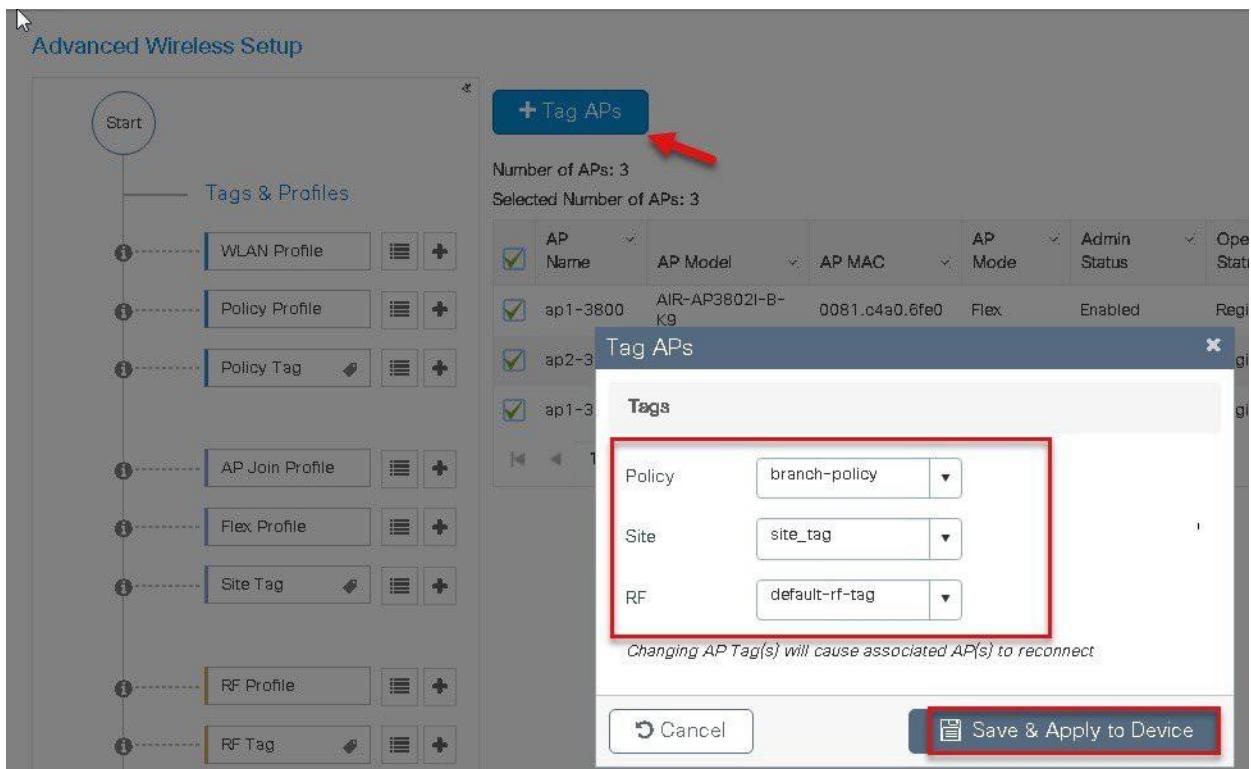 Advanced Wireless Setup
Start
Tags & Profiles
WLAN Profile
Policy Profile
Policy Tag
AP Join Profile
Flex Profile
Site Tag
RF Profile
RF Tag
+ Tag APs
Number of APs: 3
Selected Number of APs: 3
AP Name AP Model AP MAC AP Mode Admin Status
ap1-3800 AIR-AP3802I-B-K9 0081.c4a0.6fe0 Flex Enabled
ap2-3
ap1-3
Tag APs
Tags
Policy branch-policy
Site site_tag
RF default-rf-tag
Changing AP Tag(s) will cause associated AP(s) to reconnect
Cancel
Save & Apply to Device